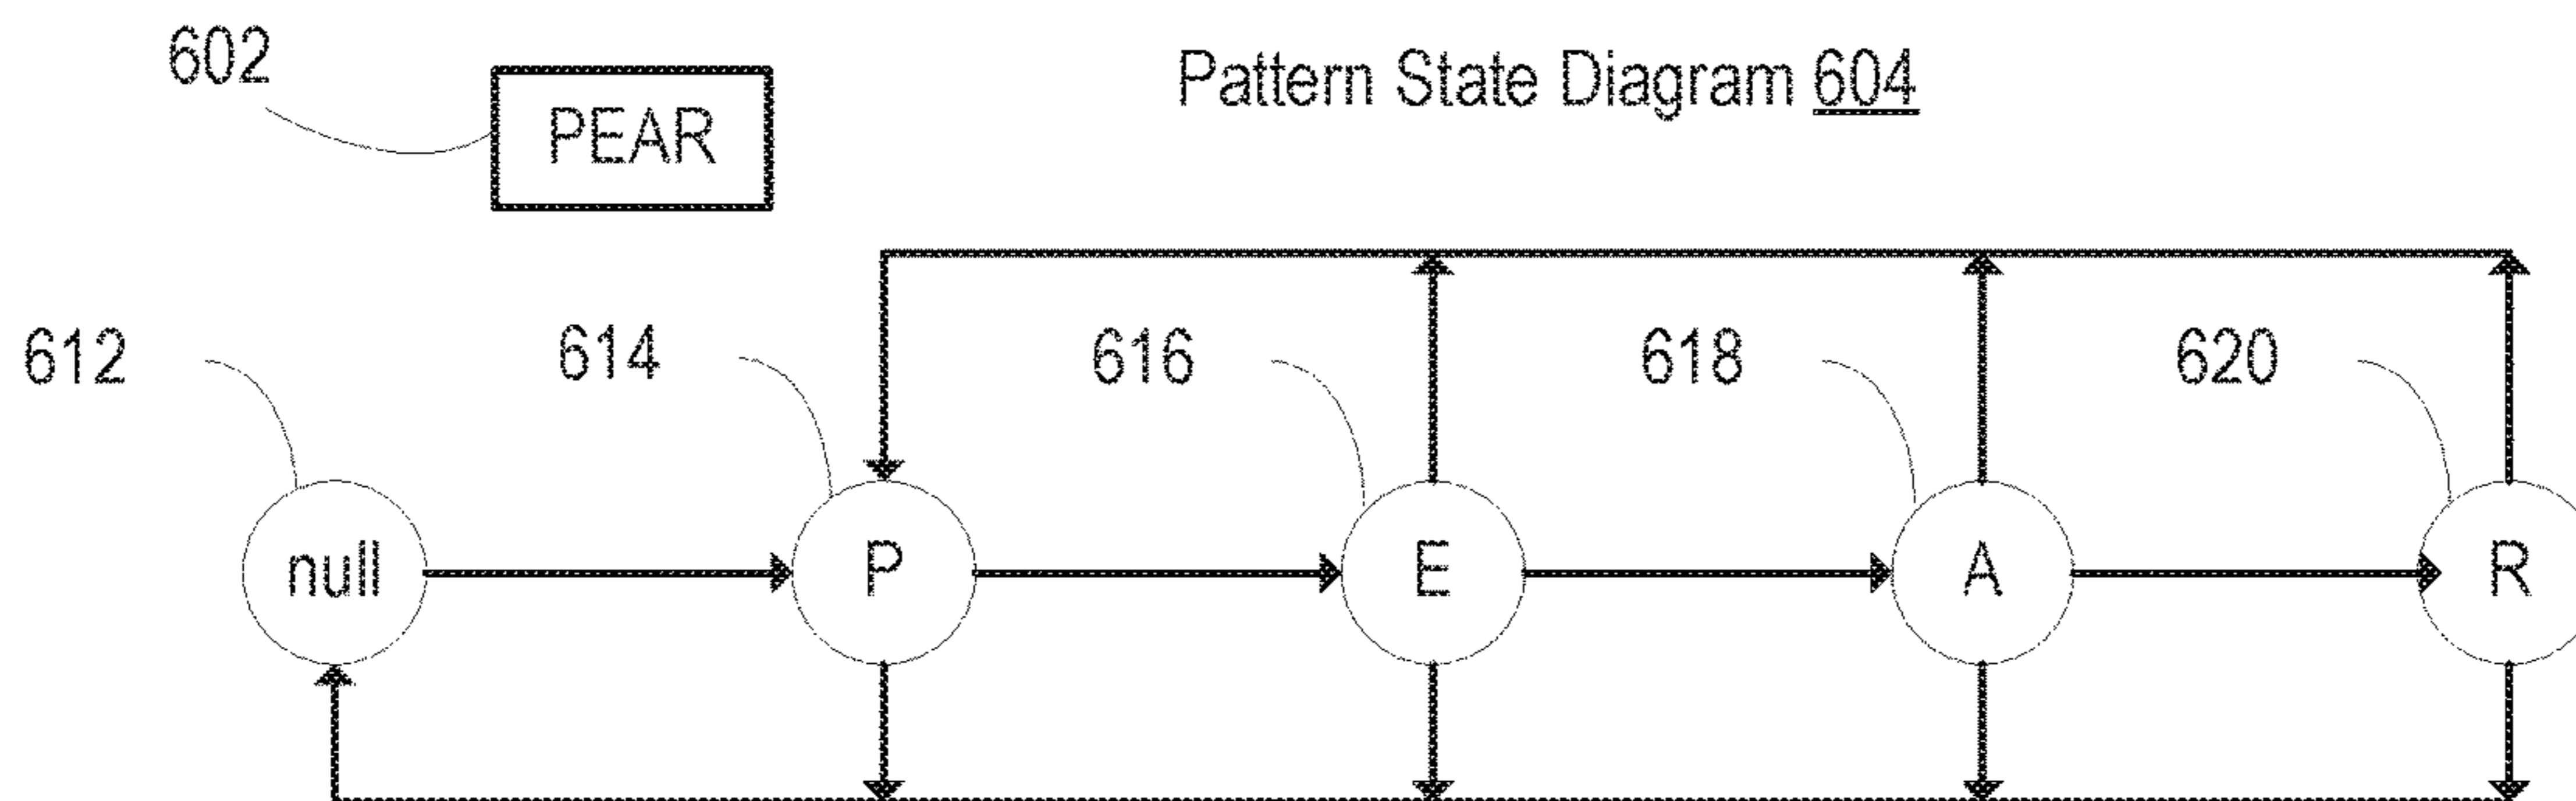 602
PEAR
Pattern State Diagram 604
612
614
616
618
620
null
P
E
A
R